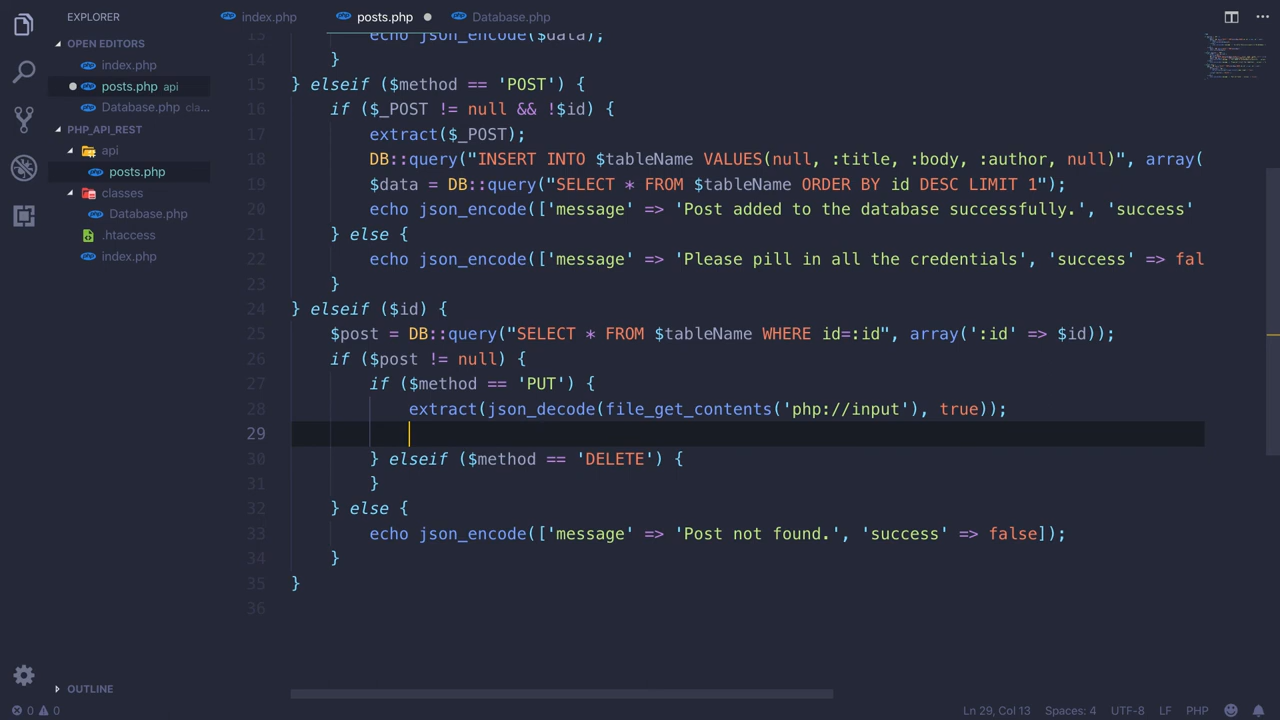 EXPLORER
OPEN EDITORS
index.php
posts.php api
Database.php cla...
PHP_API_REST
api
posts.php
classes
Database.php
.htaccess
index.php
OUTLINE
index.php
posts.php
Database.php
13 echo json_encode($data);
14 }
15 } elseif ($method == 'POST') {
16 if ($_POST != null && !$id) {
17 extract($_POST);
18 DB::query("INSERT INTO $tableName VALUES(null, :title, :body, :author, null)", array(
19 $data = DB::query("SELECT * FROM $tableName ORDER BY id DESC LIMIT 1");
20 echo json_encode(['message' => 'Post added to the database successfully.', 'success'
21 } else {
22 echo json_encode(['message' => 'Please pill in all the credentials', 'success' => fal
23 }
24 } elseif ($id) {
25 $post = DB::query("SELECT * FROM $tableName WHERE id=:id", array(':id' => $id));
26 if ($post != null) {
27 if ($method == 'PUT') {
28 extract(json_decode(file_get_contents('php://input'), true));
29
30 } elseif ($method == 'DELETE') {
31 }
32 } else {
33 echo json_encode(['message' => 'Post not found.', 'success' => false]);
34 }
35 }
36
0 0
Ln 29, Col 13 Spaces: 4 UTF-8 LF PHP